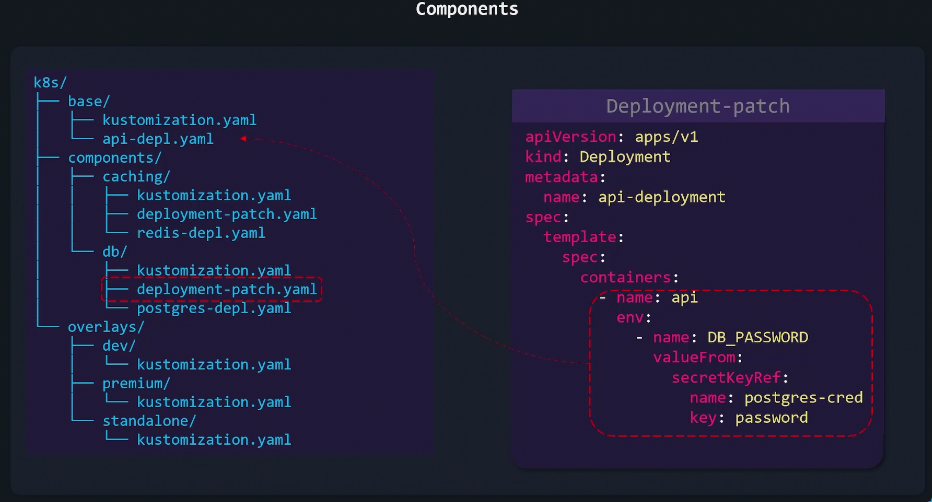 Components
k8s/
├── base/
│   ├── kustomization.yaml
│   └── api-depl.yaml
├── components/
│   ├── caching/
│   │   ├── kustomization.yaml
│   │   ├── deployment-patch.yaml
│   │   └── redis-depl.yaml
│   └── db/
│       ├── kustomization.yaml
│       ├── deployment-patch.yaml
│       └── postgres-depl.yaml
└── overlays/
    ├── dev/
    │   └── kustomization.yaml
    ├── premium/
    │   └── kustomization.yaml
    └── standalone/
        └── kustomization.yaml
Deployment-patch
apiVersion: apps/v1
kind: Deployment
metadata:
  name: api-deployment
spec:
  template:
    spec:
      containers:
        - name: api
          env:
            - name: DB_PASSWORD
              valueFrom:
                secretKeyRef:
                  name: postgres-cred
                  key: password